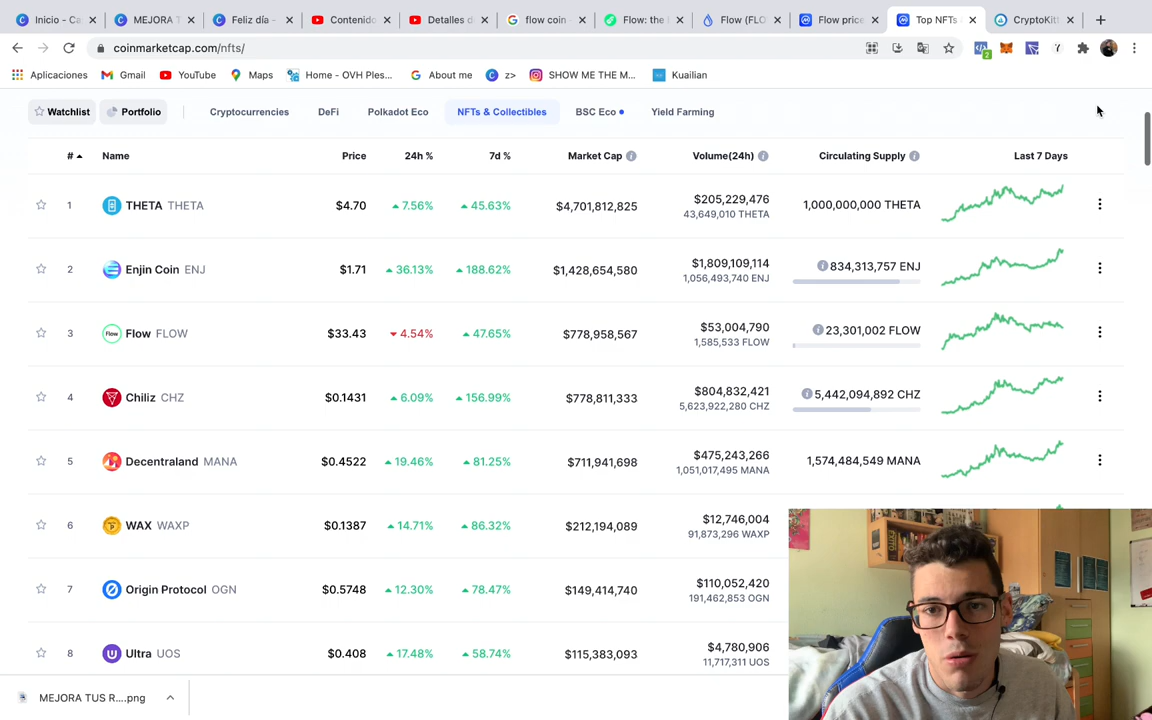 Inicio - Ca
MEJORA T
Feliz día -
Contenido
Detalles d
flow coin -
Flow: the l
Flow (FLO
Flow price
Top NFTs
CryptoKitt
coinmarketcap.com/nfts/
2
Aplicaciones
Gmail
YouTube
Maps
Home - OVH Ples...
About me
z>
SHOW ME THE M...
Kuailian
Watchlist
Portfolio
Cryptocurrencies
DeFi
Polkadot Eco
NFTs & Collectibles
BSC Eco
Yield Farming
# Name Price 24h % 7d % Market Cap Volume(24h) Circulating Supply Last 7 Days
1 THETA THETA $4.70 7.56% 45.63% $4,701,812,825 $205,229,476 1,000,000,000 THETA
43,649,010 THETA
2 Enjin Coin ENJ $1.71 36.13% 188.62% $1,428,654,580 $1,809,109,114 834,313,757 ENJ
1,056,493,740 ENJ
3 Flow FLOW $33.43 4.54% 47.65% $778,958,567 $53,004,790 23,301,002 FLOW
1,585,533 FLOW
4 Chiliz CHZ $0.1431 6.09% 156.99% $778,811,333 $804,832,421 5,442,094,892 CHZ
5,623,922,280 CHZ
5 Decentraland MANA $0.4522 19.46% 81.25% $711,941,698 $475,243,266 1,574,484,549 MANA
1,051,017,495 MANA
6 WAX WAXP $0.1387 14.71% 86.32% $212,194,089 $12,746,004
91,873,296 WAXP
7 Origin Protocol OGN $0.5748 12.30% 78.47% $149,414,740 $110,052,420
191,462,853 OGN
8 Ultra UOS $0.408 17.48% 58.74% $115,383,093 $4,780,906
11,717,311 UOS
MEJORA TUS R....png